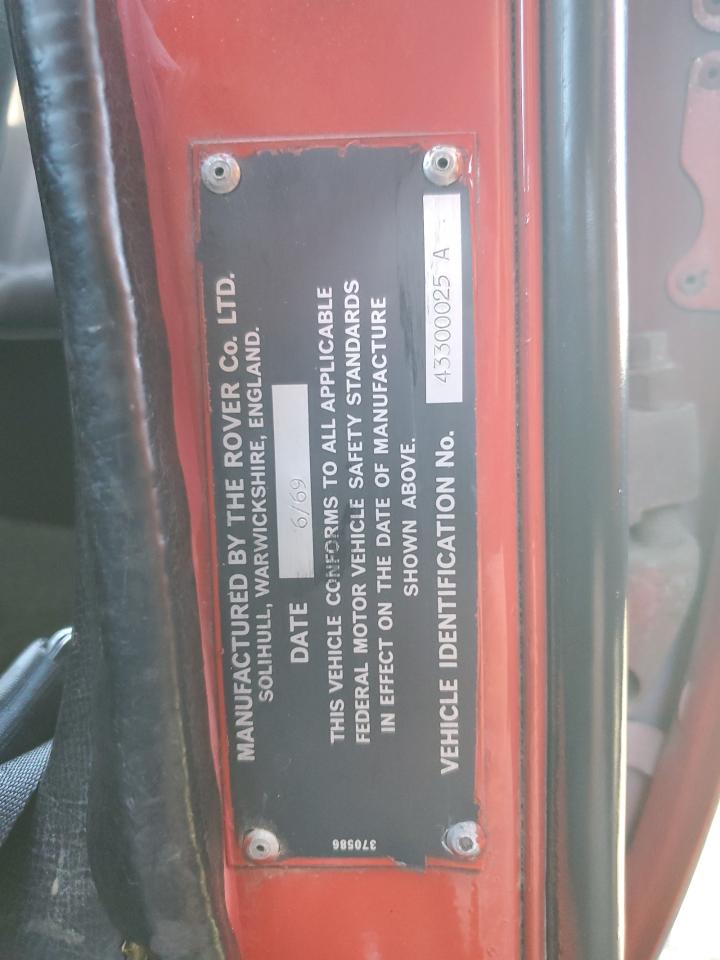 MANUFACTURED BY THE ROVER Co. LTD.
SOLIHULL, WARWICKSHIRE, ENGLAND.
DATE 6/69
THIS VEHICLE CONFORMS TO ALL APPLICABLE
FEDERAL MOTOR VEHICLE SAFETY STANDARDS
IN EFFECT ON THE DATE OF MANUFACTURE
SHOWN ABOVE.
VEHICLE IDENTIFICATION No. 43300025 A
370586